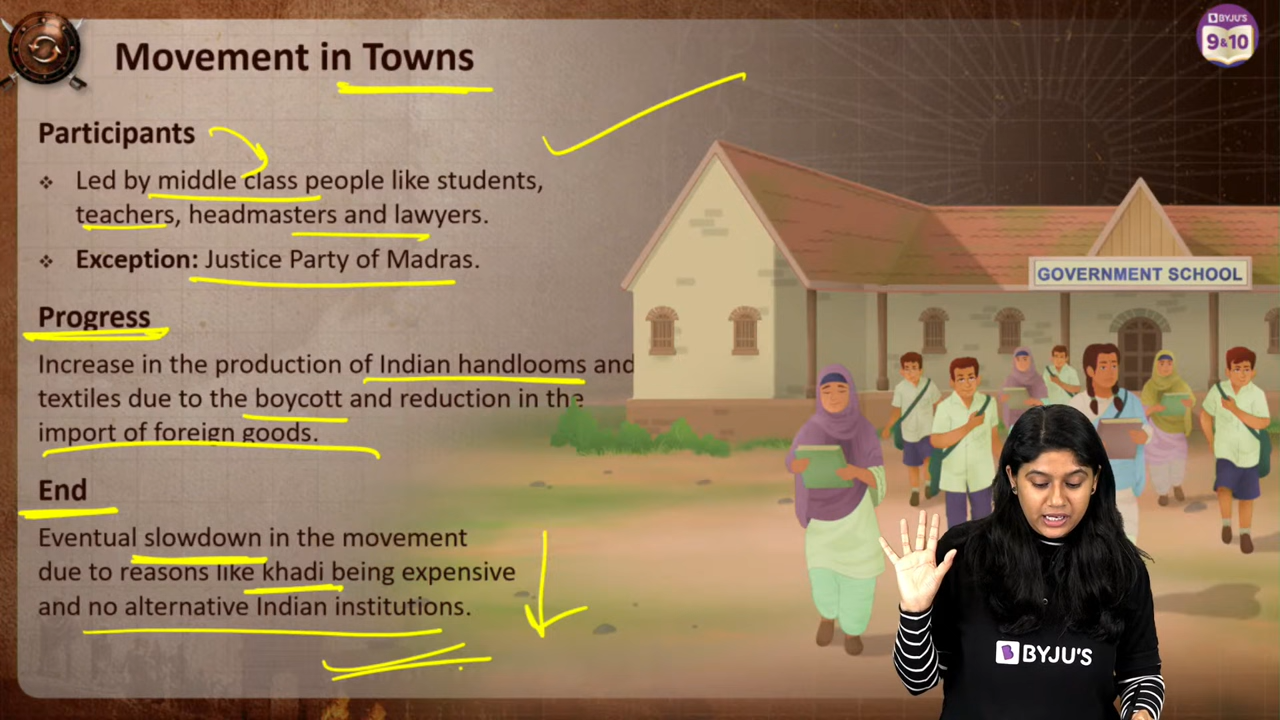 BYJU'S
9&10
Movement in Towns
Participants
❖ Led by middle class people like students,
teachers, headmasters and lawyers.
❖ Exception: Justice Party of Madras.
GOVERNMENT SCHOOL
Progress
Increase in the production of Indian handlooms and
textiles due to the boycott and reduction in the
import of foreign goods.
End
Eventual slowdown in the movement
due to reasons like khadi being expensive
and no alternative Indian institutions.
BYJU'S